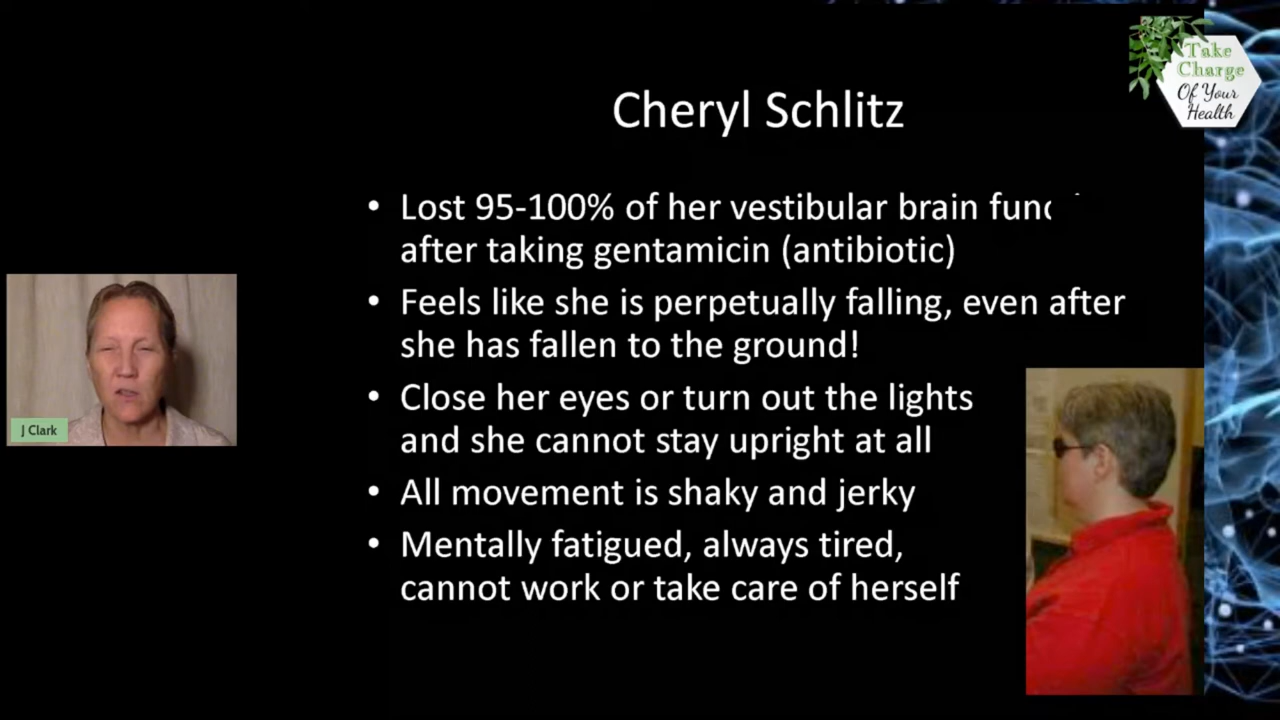 Take
Charge
Of Your
Health
Cheryl Schlitz
• Lost 95-100% of her vestibular brain
after taking gentamicin (antibiotic)
• Feels like she is perpetually falling, even after
she has fallen to the ground!
• Close her eyes or turn out the lights
and she cannot stay upright at all
• All movement is shaky and jerky
• Mentally fatigued, always tired,
cannot work or take care of herself
J Clark